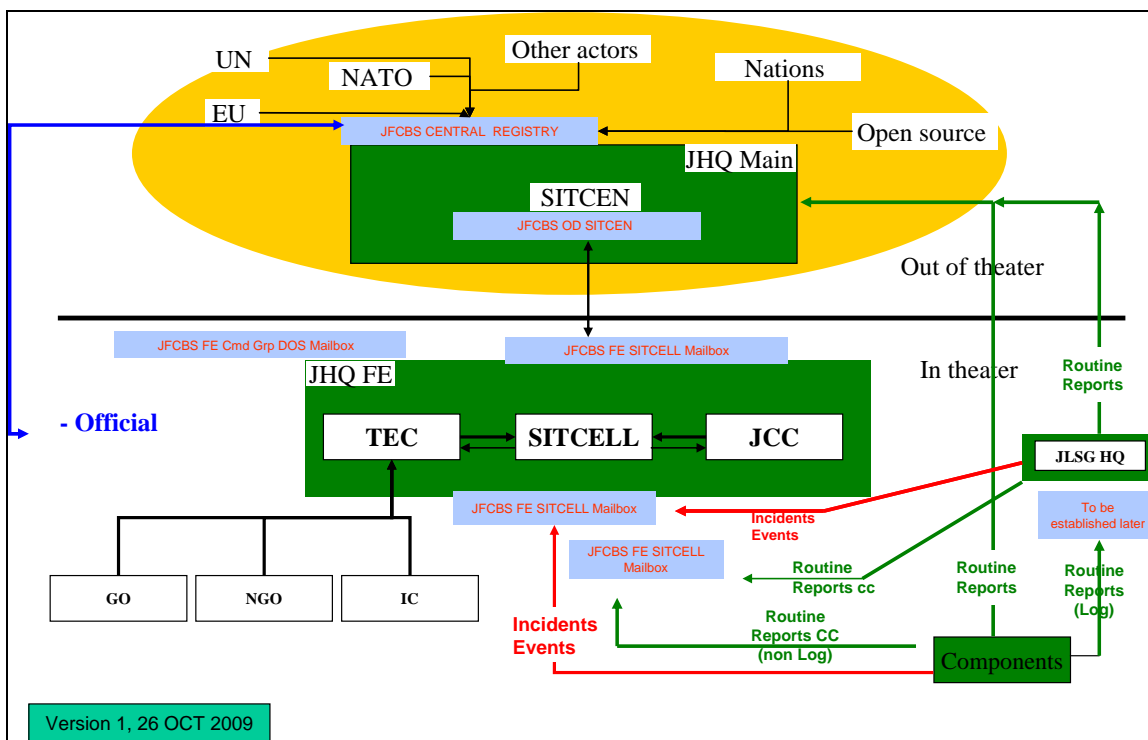 UN
Other actors
NATO
Nations
EU
JFCBS CENTRAL REGISTRY
Open source
JHQ Main
SITCEN
JFCBS OD SITCEN
Out of theater
JFCBS FE Cmd Grp DOS Mailbox
JFCBS FE SITCELL Mailbox
JHQ FE
In theater
Routine
Reports
- Official
TEC
SITCELL
JCC
JLSG HQ
JFCBS FE SITCELL Mailbox
Incidents
Events
To be
established later
JFCBS FE SITCELL
Mailbox
Routine
Reports cc
Routine
Reports
Routine
Reports
(Log)
GO
NGO
IC
Incidents
Events
Routine
Reports CC
(non Log)
Components
Version 1, 26 OCT 2009